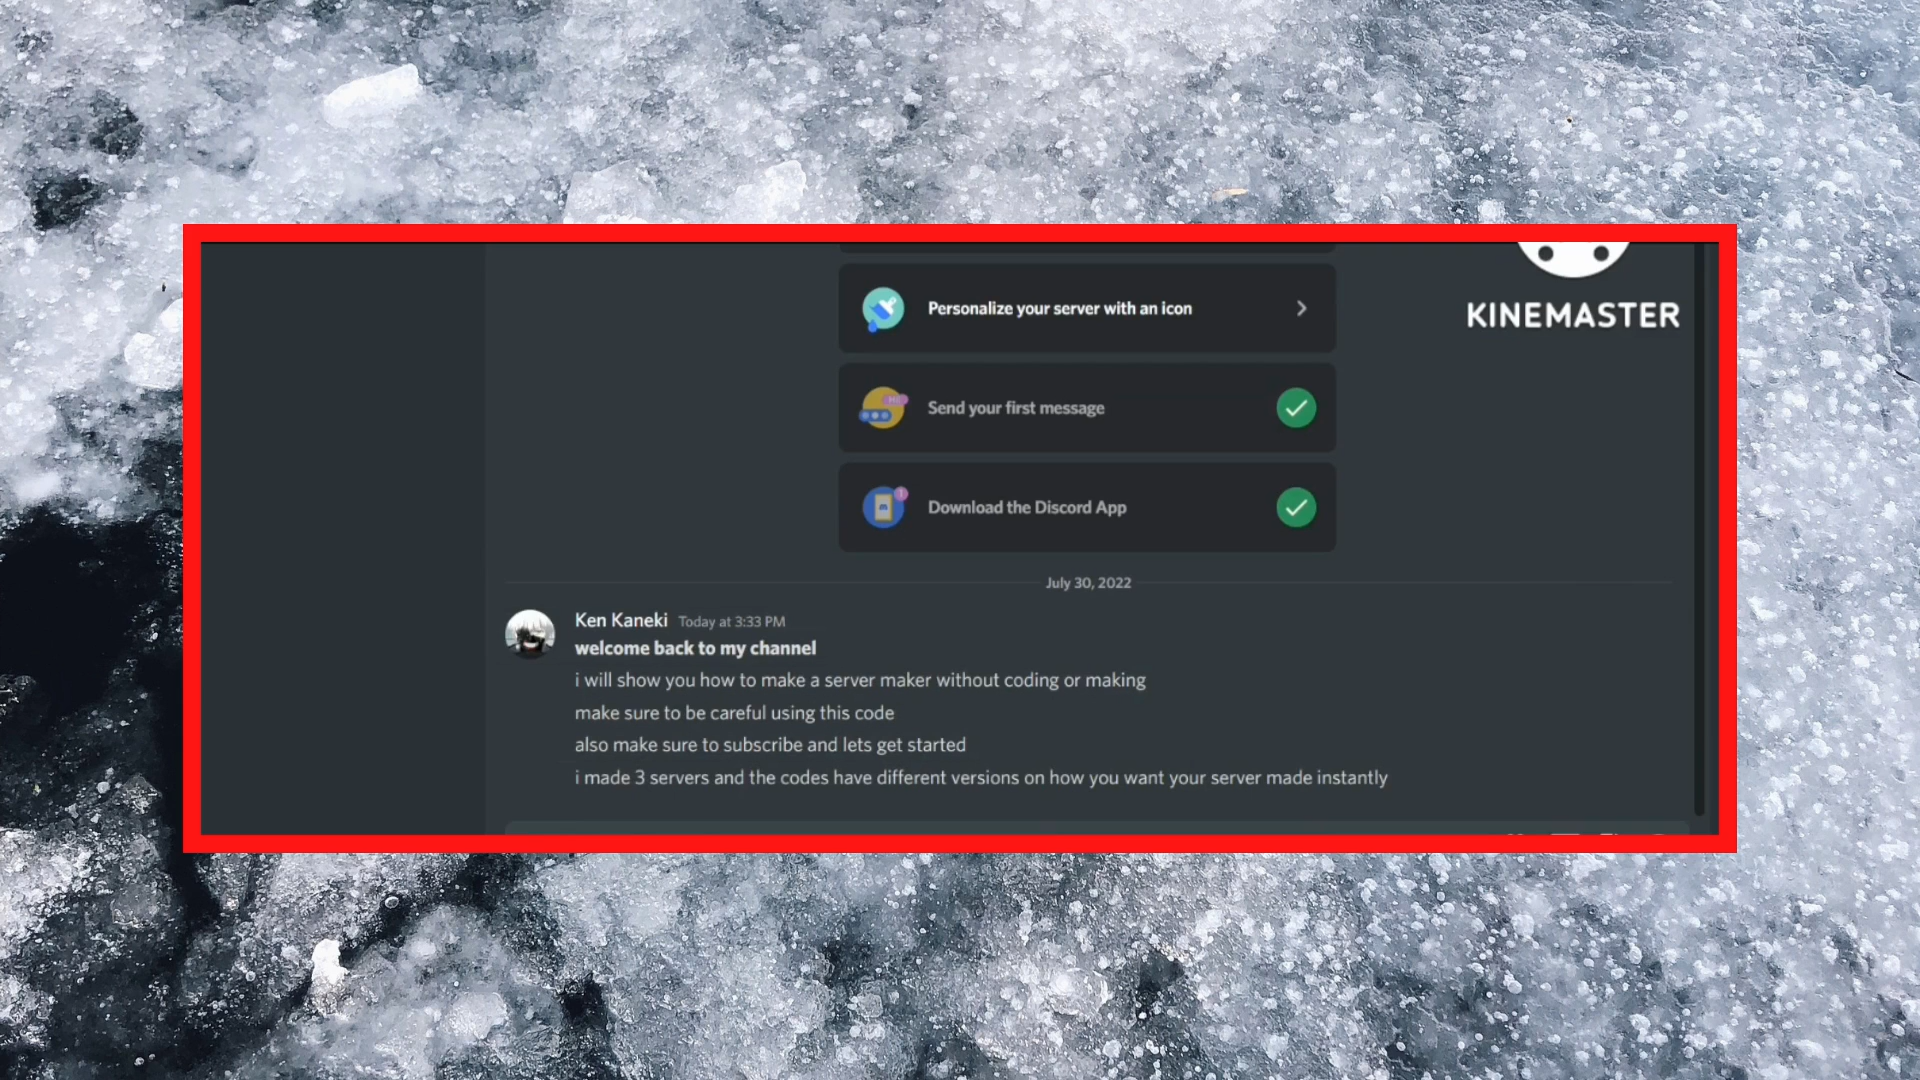 Personalize your server with an icon
KINEMASTER
Send your first message
Download the Discord App
July 30, 2022
Ken Kaneki Today at 3:33 PM
welcome back to my channel
i will show you how to make a server maker without coding or making
make sure to be careful using this code
also make sure to subscribe and lets get started
i made 3 servers and the codes have different versions on how you want your server made instantly